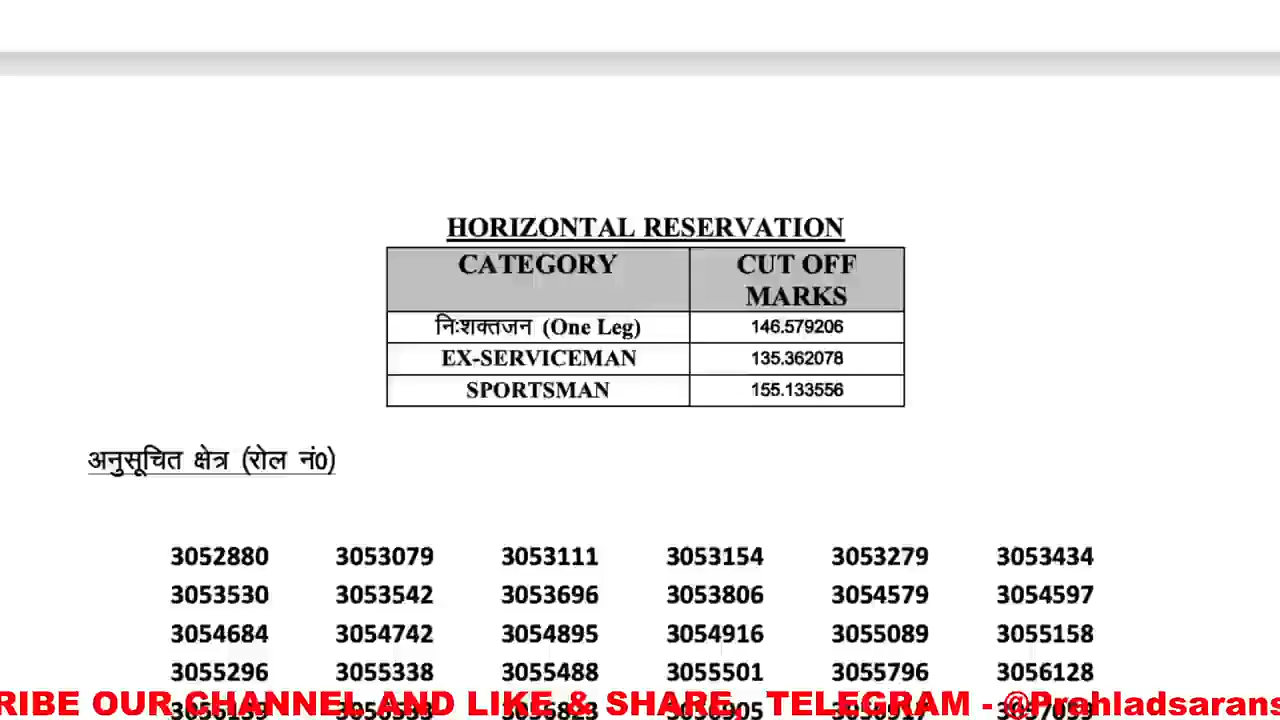 HORIZONTAL RESERVATION
CATEGORY CUT OFF MARKS
निःशक्तजन (One Leg) 146.579206
EX-SERVICEMAN 135.362078
SPORTSMAN 155.133556
अनुसूचित क्षेत्र (रोल नं0)
3052880 3053079 3053111 3053154 3053279 3053434
3053530 3053542 3053696 3053806 3054579 3054597
3054684 3054742 3054895 3054916 3055089 3055158
3055296 3055338 3055488 3055501 3055796 3056128
RIBE OUR CHANNEL AND LIKE & SHARE, TELEGRAM - @Prahladsarans